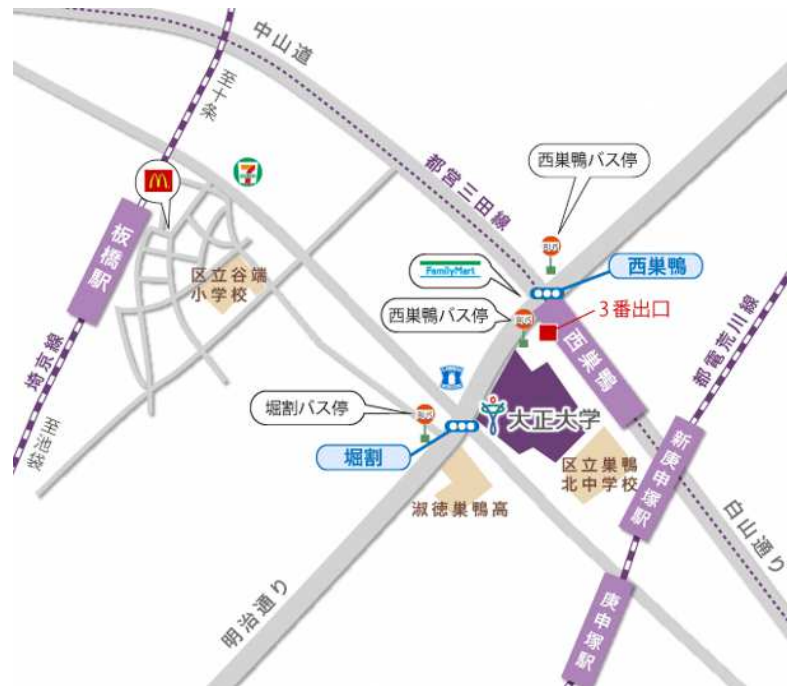 中山道
至十条
西巣鴨バス停
都営三田線
7
M
板橋駅
区立谷端
小学校
FamilyMart
BUS
西巣鴨
西巣鴨バス停
BUS
3番出口
都電荒川線
西巣鴨
埼京線
至池袋
堀割バス停
BUS
大正大学
堀割
区立巣鴨
北中学校
新庚申塚駅
淑徳巣鴨高
白山通り
明治通り
庚申塚駅